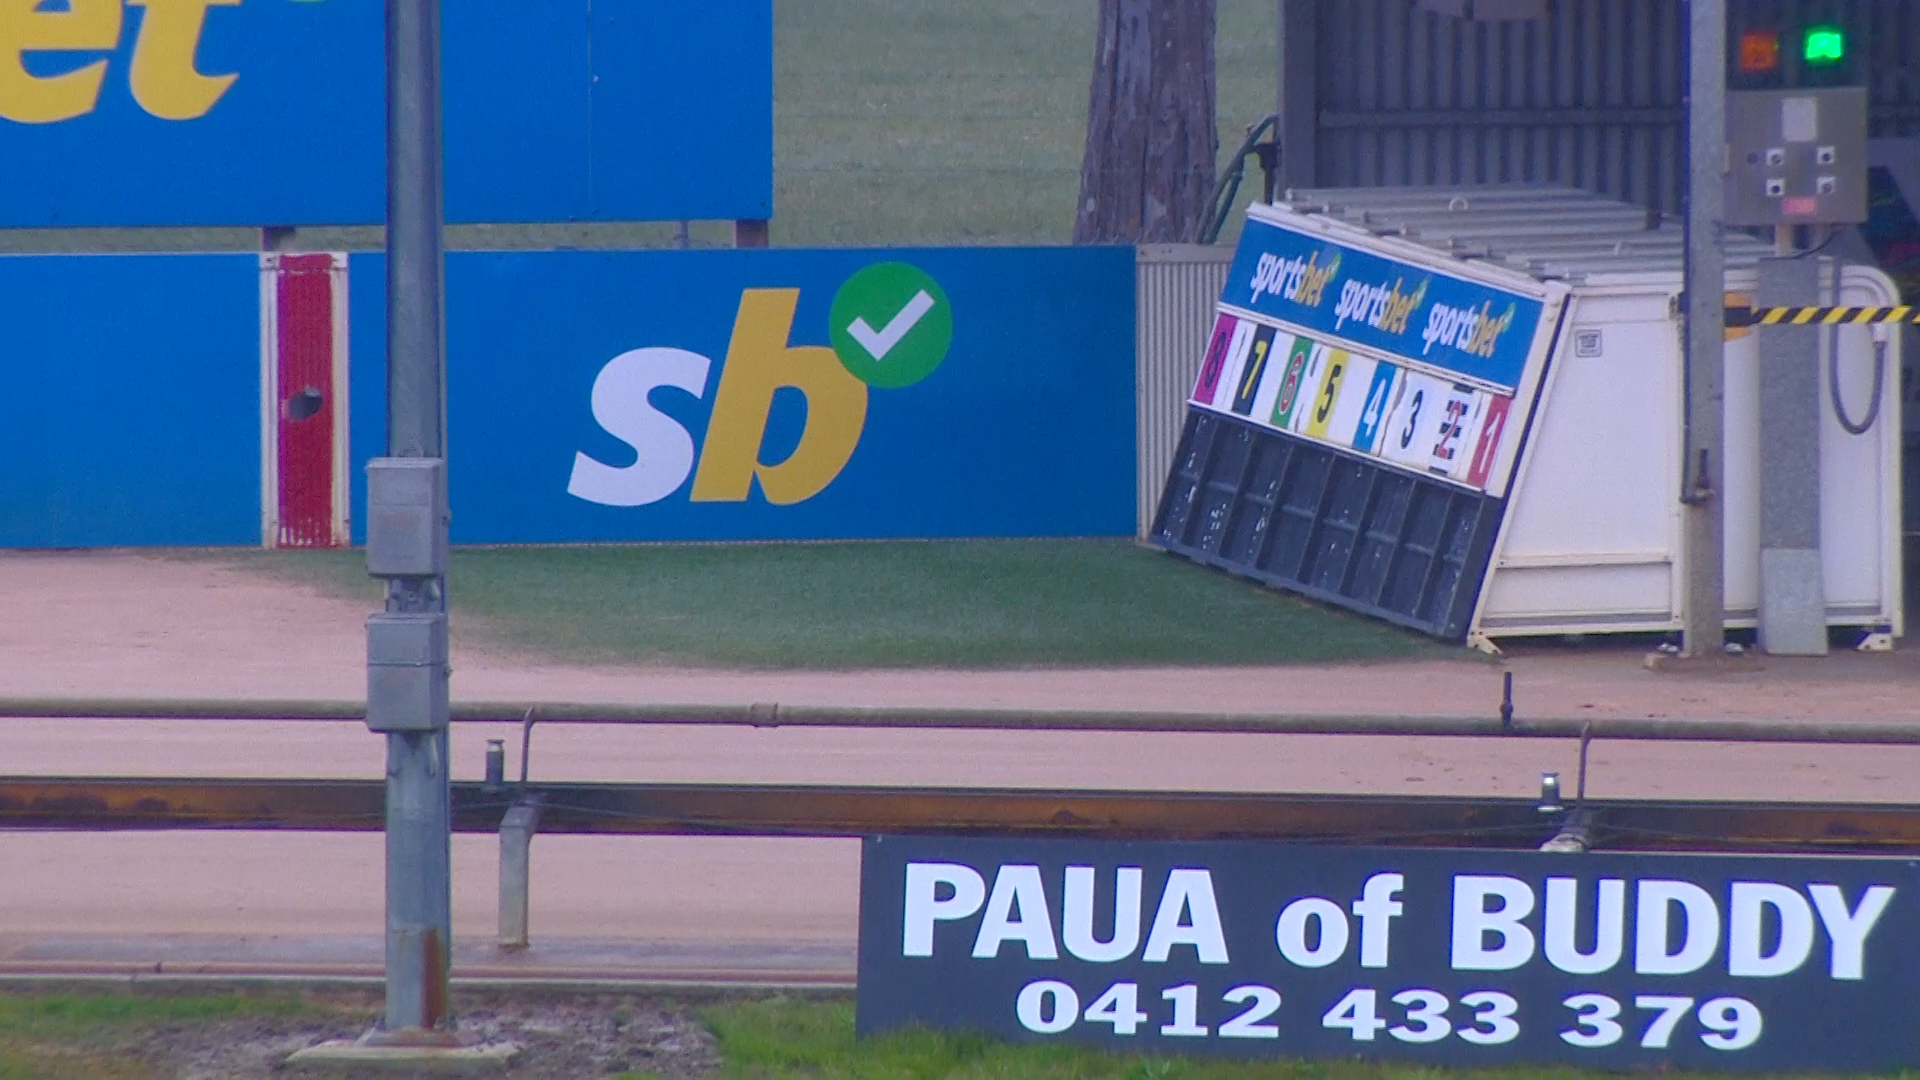 et
sb
sportsbet sportsbet sportsbet
8 7 6 5 4 3 2 1
PAUA of BUDDY
0412 433 379